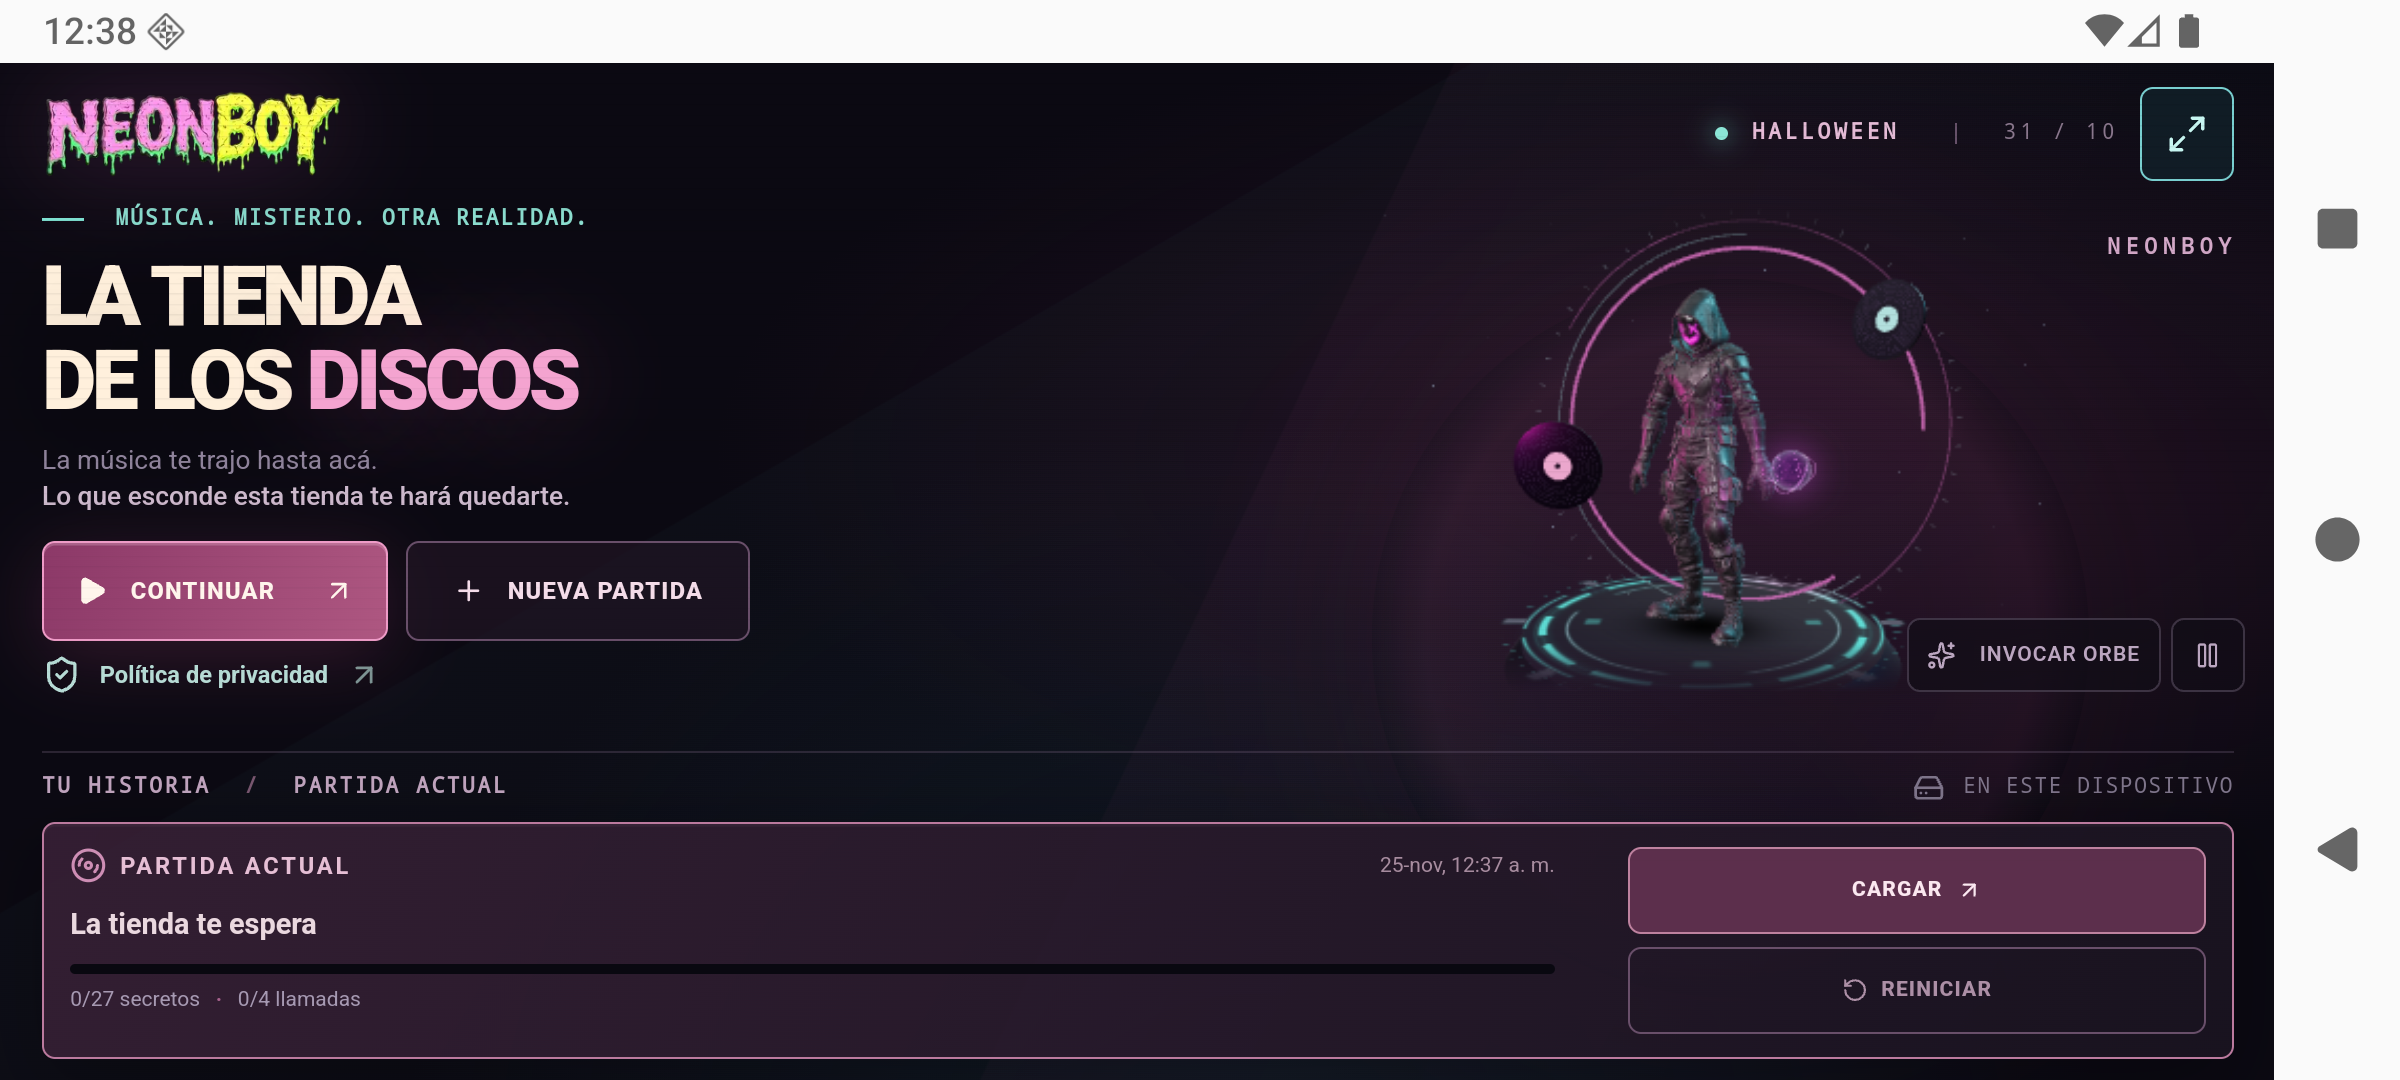 12:38
NEONBOY
HALLOWEEN | 31 / 10
NEONBOY
MÚSICA. MISTERIO. OTRA REALIDAD.
LA TIENDA
DE LOS DISCOS
La música te trajo hasta acá.
Lo que esconde esta tienda te hará quedarte.
CONTINUAR
NUEVA PARTIDA
INVOCAR ORBE
Política de privacidad
TU HISTORIA / PARTIDA ACTUAL
EN ESTE DISPOSITIVO
PARTIDA ACTUAL
25-nov, 12:37 a. m.
La tienda te espera
0/27 secretos · 0/4 llamadas
CARGAR
REINICIAR